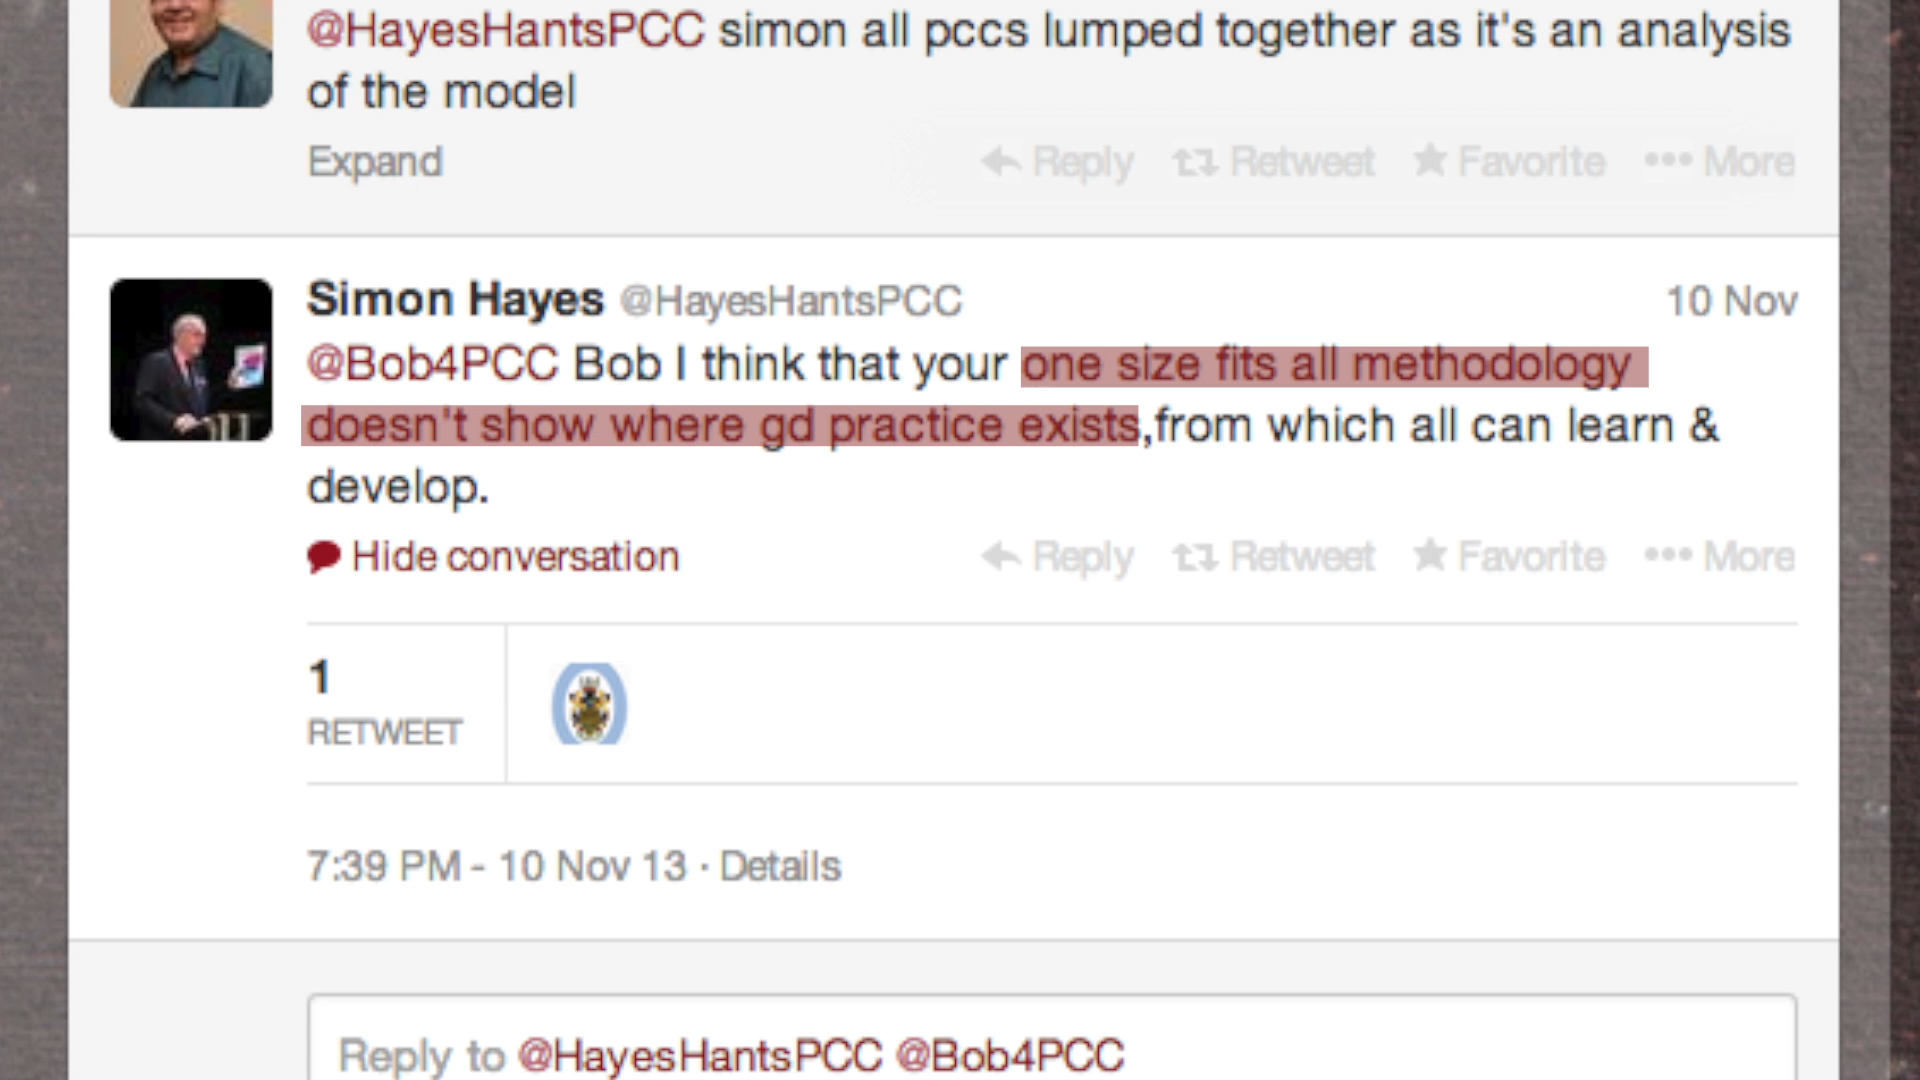 @HayesHantsPCC simon all pccs lumped together as it's an analysis
of the model
Expand Reply Retweet Favorite More
Simon Hayes @HayesHantsPCC 10 Nov
@Bob4PCC Bob I think that your one size fits all methodology
doesn't show where gd practice exists,from which all can learn &
develop.
Hide conversation Reply Retweet Favorite More
1
RETWEET
7:39 PM - 10 Nov 13 · Details
Reply to @HayesHantsPCC @Bob4PCC